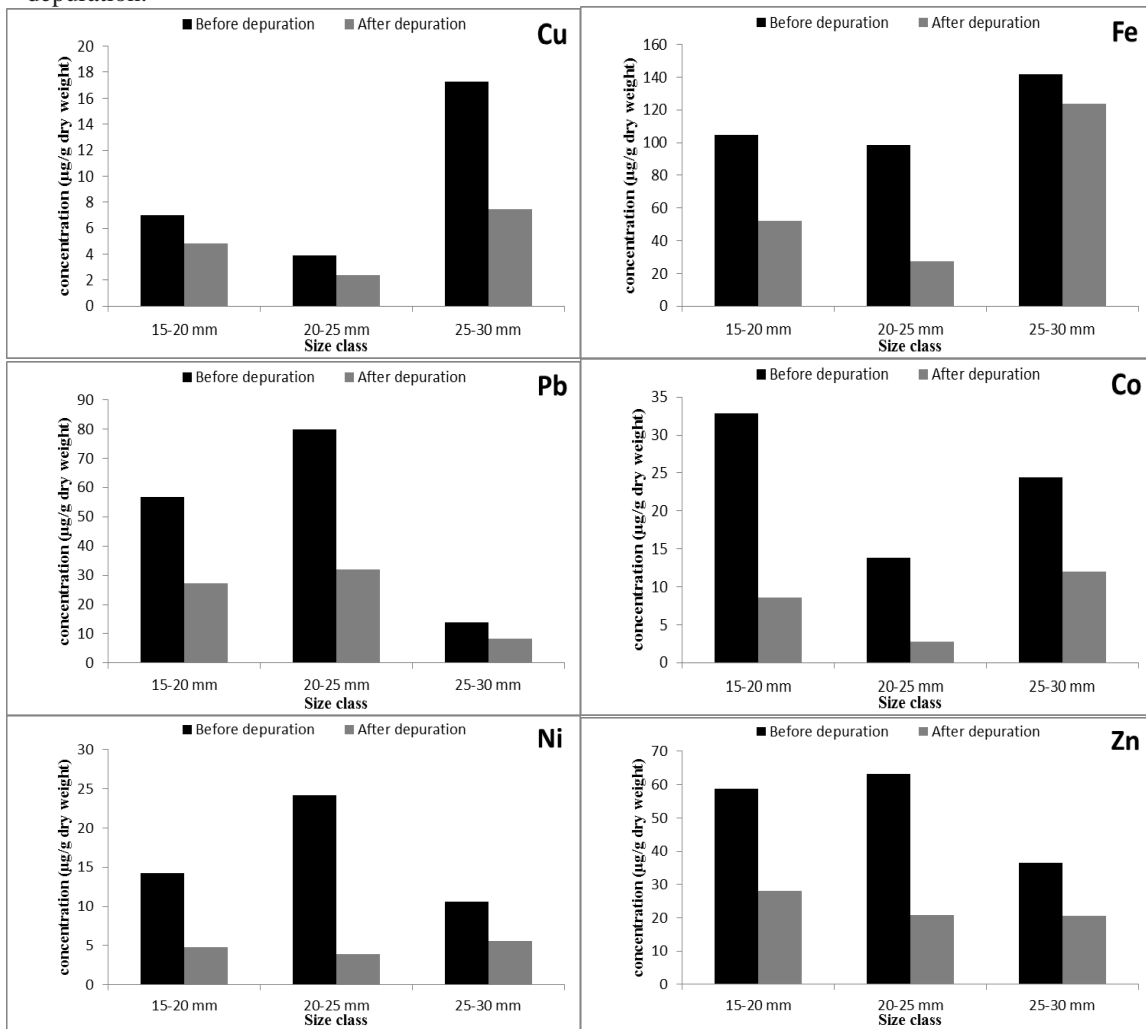 depuration.
Before depuration After depuration Cu
concentration (µg/g dry weight)
20
18
16
14
12
10
8
6
4
2
0
15-20 mm 20-25 mm 25-30 mm
Size class
Before depuration After depuration Fe
concentration (µg/g dry weight)
160
140
120
100
80
60
40
20
0
15-20 mm 20-25 mm 25-30 mm
Size class
Before depuration After depuration Pb
concentration (µg/g dry weight)
90
80
70
60
50
40
30
20
10
0
15-20 mm 20-25 mm 25-30 mm
Size class
Before depuration After depuration Co
concentration (µg/g dry weight)
35
30
25
20
15
10
5
0
15-20 mm 20-25 mm 25-30 mm
Size class
Before depuration After depuration Ni
concentration (µg/g dry weight)
30
25
20
15
10
5
0
15-20 mm 20-25 mm 25-30 mm
Size class
Before depuration After depuration Zn
concentration (µg/g dry weight)
70
60
50
40
30
20
10
0
15-20 mm 20-25 mm 25-30 mm
Size class